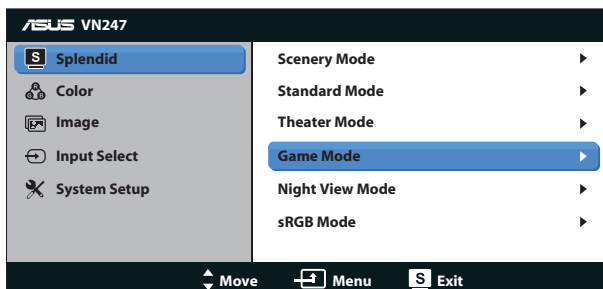 ASUS VN247
S Splendid
Color
Image
Input Select
System Setup
Scenery Mode
Standard Mode
Theater Mode
Game Mode
Night View Mode
sRGB Mode
Move Menu S Exit